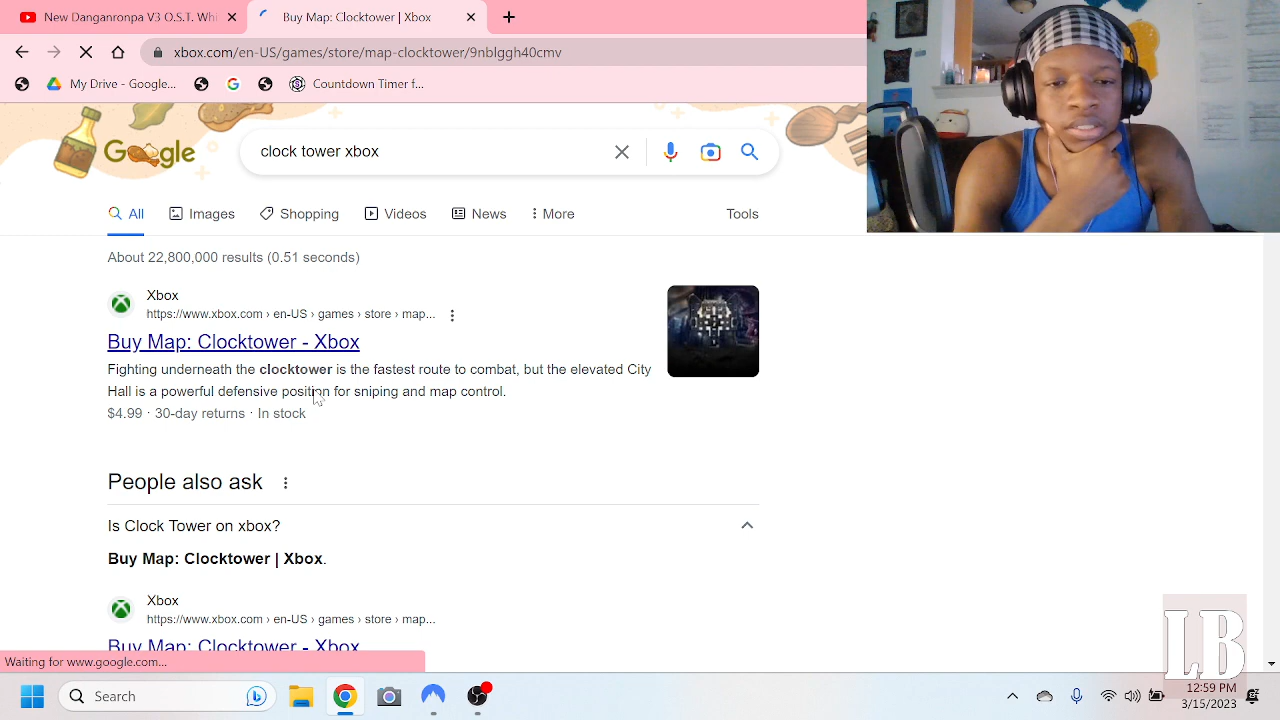 New Danganronpa V3 O.S.T. Wit
Buy Map: Clocktower | Xbox
xbox.com/en-US/games/store/map-clocktower/9nblggh40cmv
My Drive - Google...
Country Time
Google
clock tower xbox
All
Images
Shopping
Videos
News
More
Tools
About 22,800,000 results (0.51 seconds)
Xbox
https://www.xbox.com › en-US › games › store › map...
Buy Map: Clocktower - Xbox
Fighting underneath the clocktower is the fastest route to combat, but the elevated City
Hall is a powerful defensive position for sniping and map control.
$4.99 · 30-day returns · In stock
People also ask
Is Clock Tower on xbox?
Buy Map: Clocktower | Xbox.
Xbox
https://www.xbox.com › en-US › games › store › map...
Buy Map: Clocktower - Xbox
Waiting for www.google.com...
LB
Search
12:59 PM
3/15/2023